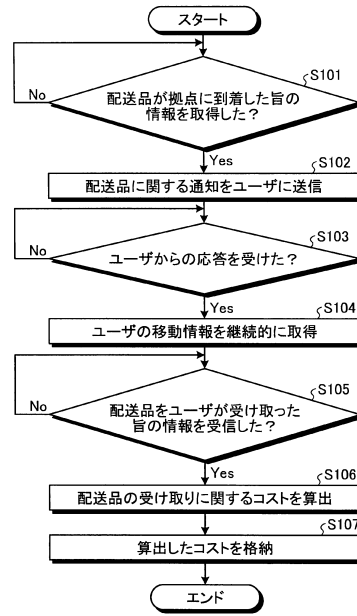 スタート
S101
配送品が拠点に到着した旨の
情報を取得した?
No
Yes
S102
配送品に関する通知をユーザに送信
S103
ユーザからの応答を受けた?
No
Yes
S104
ユーザの移動情報を継続的に取得
S105
配送品をユーザが受け取った
旨の情報を受信した?
No
Yes
S106
配送品の受け取りに関するコストを算出
S107
算出したコストを格納
エンド